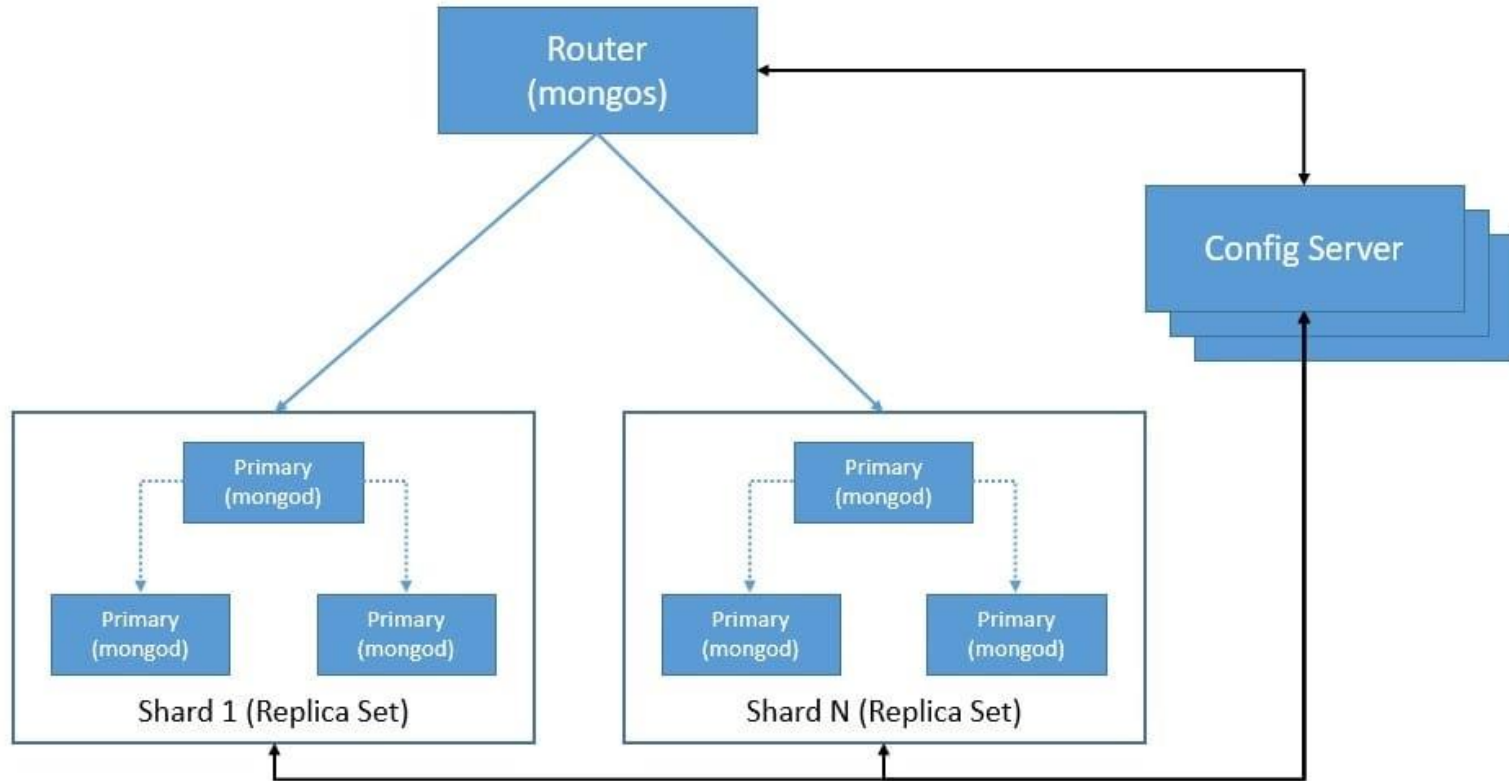 Router
(mongos)
Config Server
Primary
(mongod)
Primary
(mongod)
Primary
(mongod)
Shard 1 (Replica Set)
Primary
(mongod)
Primary
(mongod)
Primary
(mongod)
Shard N (Replica Set)